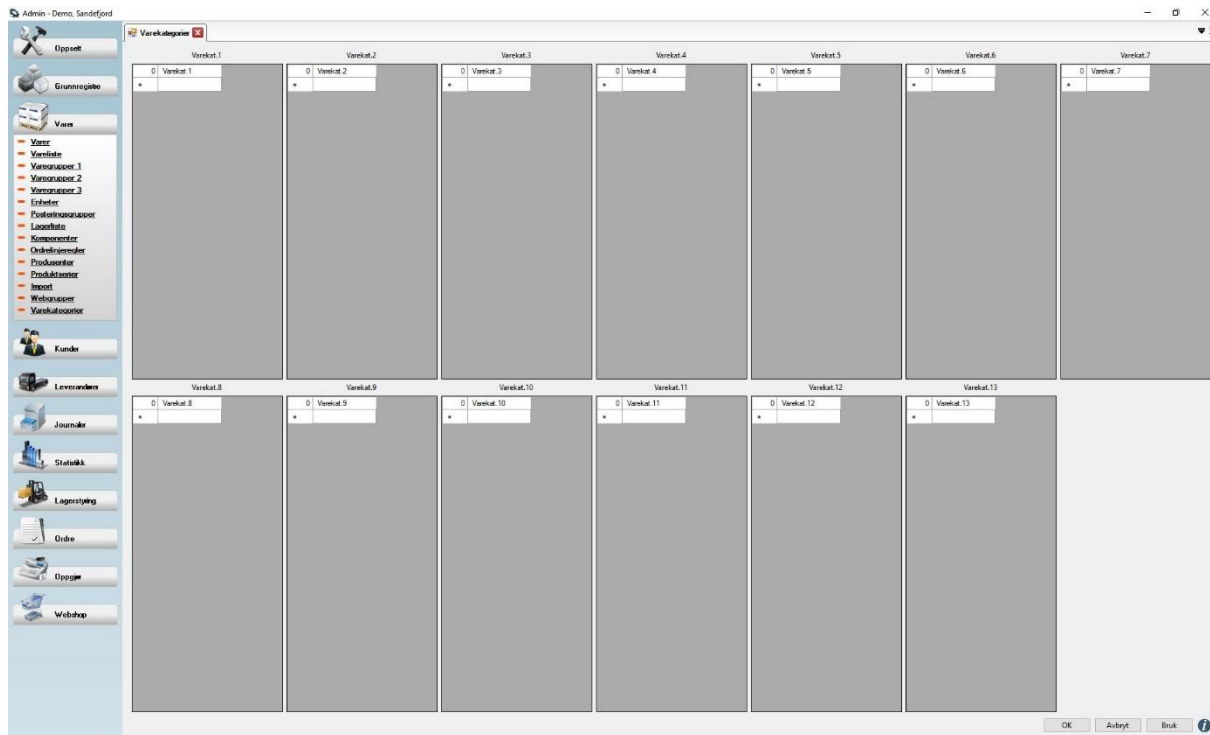 Admin - Demo, Sandefjord
Oppsett
Grunnregistre
Varer
Varer
Vareliste
Varegrupper 1
Varegrupper 2
Varegrupper 3
Enheter
Posteringsgrupper
Lagerliste
Komponenter
Ordrelinjeregler
Produsenter
Produktserier
Import
Webgrupper
Varekategorier
Kunder
Leverandører
Journaler
Statistikk
Lagerstyring
Ordre
Oppgjør
Webshop
Varekategorier
Varekat.1 Varekat.2 Varekat.3 Varekat.4 Varekat.5 Varekat.6 Varekat.7
0 Varekat.1 0 Varekat.2 0 Varekat.3 0 Varekat.4 0 Varekat.5 0 Varekat.6 0 Varekat.7
* * * * * * *
Varekat.8 Varekat.9 Varekat.10 Varekat.11 Varekat.12 Varekat.13
0 Varekat.8 0 Varekat.9 0 Varekat.10 0 Varekat.11 0 Varekat.12 0 Varekat.13
* * * * * *
OK Avbryt Bruk